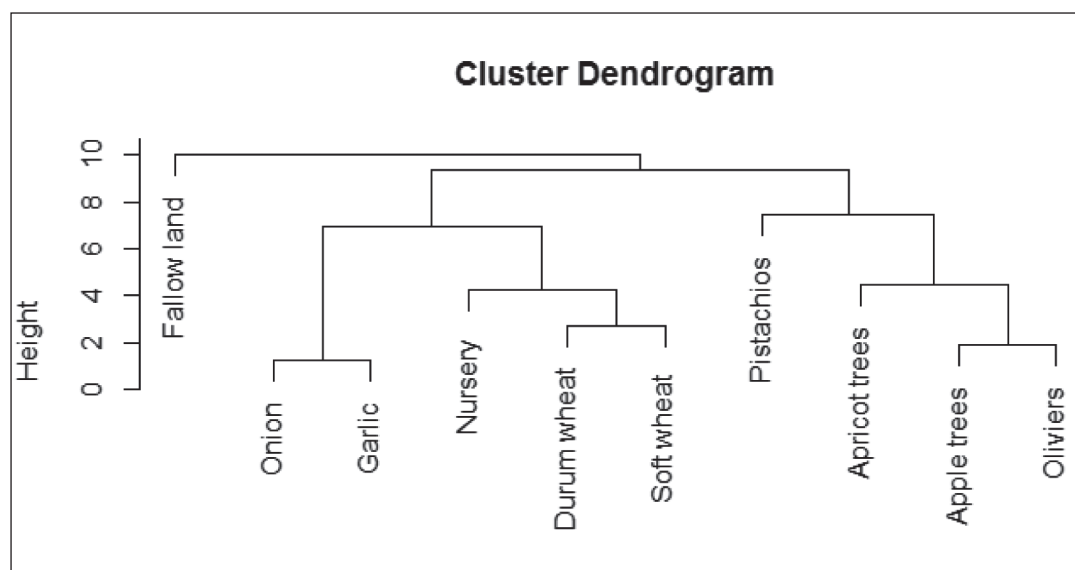 Cluster Dendrogram
Height
10
8
6
4
2
0
Fallow land
Onion
Garlic
Nursery
Durum wheat
Soft wheat
Pistachios
Apricot trees
Apple trees
Oliviers